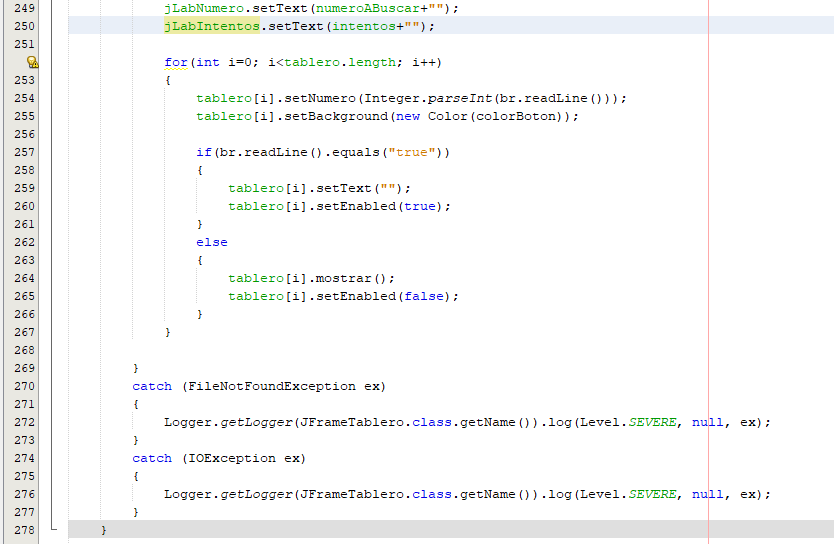 249 jLabNumero.setText(numeroABuscar+"");
250 jLabIntentos.setText(intentos+"");
251
for(int i=0; i<tablero.length; i++)
253 {
254 tablero[i].setNumero(Integer.parseInt(br.readLine()));
255 tablero[i].setBackground(new Color(colorBoton));
256
257 if(br.readLine().equals("true"))
258 {
259 tablero[i].setText("");
260 tablero[i].setEnabled(true);
261 }
262 else
263 {
264 tablero[i].mostrar();
265 tablero[i].setEnabled(false);
266 }
267 }
268
269 }
270 catch (FileNotFoundException ex)
271 {
272 Logger.getLogger(JFrameTablero.class.getName()).log(Level.SEVERE, null, ex);
273 }
274 catch (IOException ex)
275 {
276 Logger.getLogger(JFrameTablero.class.getName()).log(Level.SEVERE, null, ex);
277 }
278 }